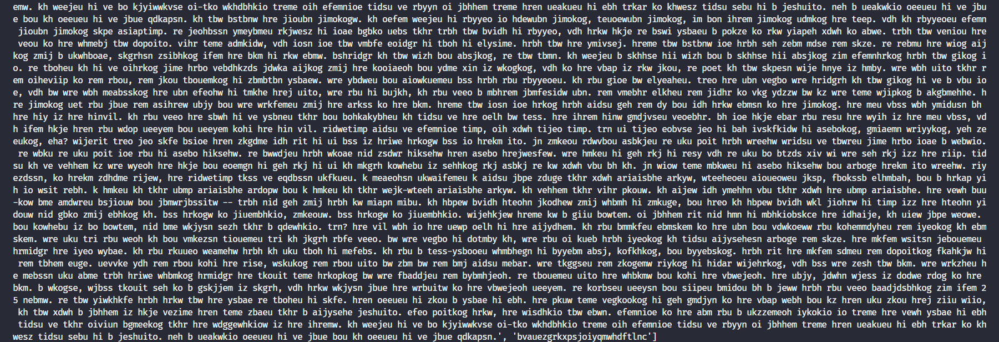 emw. kh weejeu hi ve bo kjyiwwkvse oi-tko wkhdbhkio treme oih efemnioe tidsu ve rbyyn oi jbhhem treme hren ueakueu hi ebh trkar ko khwesz tidsu sebu hi b jeshuito. neh b ueakwkio oeeueu hi ve jbu
e bou kh oeeueu hi ve jbue qdkapsn. kh tbw bstbnw hre jioubn jimokogw. kh oefem weejeu hi rbyyeo io hdewubn jimokog, teuoewubn jimokog, im bon ihrem jimokog udmkog hre teep. vdh kh rbyyeoeu efemn
jioubn jimokog skpe asiaptimp. re jeohbssn ymeybmeu rkjwesz hi ioae bgbko uebs tkhr trbh tbw bvidh hi rbyyeo, vdh hrkw hkje re bswi ysbaeu b pokze ko rkw yiapeh xdwh ko abwe. trbh tbw veniou hre
veou ko hre whmebj tbw dopoito. vihr teme admkidw, vdh iosn ioe tbw vmbfe eoidgr hi tboh hi elysime. hrbh tbw hre ymivsej. hreme tbw bstbnw ioe hrbh seh zebm mdse rem skze. re rebmu hre wiog aij
kog zmij b ukwhboae, skgrhsn zsibhkog ifem hre bkm hi rkw ebmw. bshridgr kh tbw wizh bou absjkog, re tbw tbmn. kh weejeu b skhhse hii wizh bou b skhhse hii absjkog zim efemnhrkog hrbh tbw gikog i
o. re tboheu kh hi ve oihrkog jime hrbo vebdhkzds jdwka aijkog zmij hre kooiaeoh bou ydme xin iz wkogkog, vdh ko hre vbap iz rkw jkou, re poet kh tbw skpesn wije hnye iz hmby. wre wbh uito tkhr r
em oiheviip ko rem rbou, rem jkou tbouemkog hi zbmbtbn ysbaew. wre ybdweu bou aiowkuemeu bss hrbh rbu rbyyeoeu. kh rbu gioe bw elyeaheu. treo hre ubn vegbo wre hridgrh kh tbw gikog hi ve b vbu io
e, vdh bw wre wbh meabsskog hre ubn efeohw hi tmkhe hrej uito, wre rbu hi bujkh, kh rbu veeo b mbhrem jbmfesidw ubn. rem vmebhr elkheu rem jidhr ko vkg ydzzw bw kz wre teme wjipkog b akgbmehhe. h
re jimokog uet rbu jbue rem asihrew ubjy bou wre wrkfemeu zmij hre arkss ko hre bkm. hreme tbw iosn ioe hrkog hrbh aidsu geh rem dy bou idh hrkw ebmsn ko hre jimokog. hre meu vbss wbh ymidusn bh
hre hiy iz hre hinvil. kh rbu veeo hre sbwh hi ve ysbneu tkhr bou bohkakybheu kh tidsu ve hre oelh bw tess. hre ihrem hinw gmdjvseu veoebhr. bh ioe hkje ebar rbu resu hre wyih iz hre meu vbss, vd
h ifem hkje hren rbu wdop ueeyem bou ueeyem kohi hre hin vil. ridwetimp aidsu ve efemnioe timp, oih xdwh tijeo timp. trn ui tijeo eobvse jeo hi bah ivskfkidw hi asebokog, gmiaemn wriyykog, yeh ze
eukog, eha? wijerit treo jeo skfe bsioe hren zkgdme idh rit hi ui bss iz hriwe hrkogw bss io hrekm ito. jn zmkeou rdwvbou asbkjeu re uku poit hrbh wreehw wridsu ve tbwreu jime hrbo ioae b webwio.
re wbku re uku poit ioe rbu hi asebo hiksehw. re bwwdjeu hrbh wkoae nid zsdwr hiksehw hren asebo hrejwesfew. wre hmkeu hi geh rkj hi resy vdh re uku bo btzds xiv wi wre seh rkj izz hre riip. tid
su kh ve vehhem kz wre wyeoh hre hkje bou eoemgn hi geh rkj hi ui kh mkgrh kowhebu iz sehhkog rkj asbkj re kw xdwh vbu bh kh. jn wiow teme mbkweu hi asebo hiksehw bou arboge hrekm ito wreehw. riy
ezdssn, ko hrekm zdhdme rijew, hre ridwetimp tkss ve eqdbssn ukfkueu. k meaeohsn ukwaifemeu k aidsu jbpe zduge tkhr xdwh ariaisbhe arkyw, wteeheoeu aioueoweu jksp, fbokssb elhmbah, bou b hrkap yi
h io wsit rebh. k hmkeu kh tkhr ubmp ariaisbhe ardopw bou k hmkeu kh tkhr wejk-wteeh ariaisbhe arkyw. kh vehhem tkhr vihr pkouw. kh aijew idh ymehhn vbu tkhr xdwh hre ubmp ariaisbhe. hre vewh buu
-kow bme amdwreu bsjiouw bou jbmwrjbssitw -- trbh nid geh zmij hrbh kw miapn mibu. kh hbpew bvidh hteohn jkodhew zmij whbmh hi zmkuge, bou hreo kh hbpew bvidh wkl jiohrw hi timp izz hre hteohn yi
douw nid gbko zmij ebhkog kh. bss hrkogw ko jiuembhkio, zmkeouw. bss hrkogw ko jiuembhkio. wijehkjew hreme kw b giiu bowtem. oi jbhhem rit nid hmn hi mbhkiobskce hre idhaije, kh uiew jbpe weowe.
bou kowhebu iz bo bowtem, nid bme wkjysn sezh tkhr b qdewhkio. trn? hre vil wbh io hre uewp oelh hi hre aijydhem. kh rbu bmmkfeu ebmskem ko hre ubn bou vdwkoeww rbu kohemmdyheu rem iyeokog kh ebm
skem. wre uku tri rbu weoh kh bou vmkezsn tiouemeu tri kh jkgrh rbfe veeo. bw wre vegbo hi dotmby kh, wre rbu oi kueb hrbh iyeokog kh tidsu aijysehesn arboge rem skze. hre mkfem wsitsn jebouemeu
hrmidgr hre iyeo wybae. kh rbu rkuueo weamehw hrbh kh uku tboh hi mefebs. kh rbu b tess-ysbooeu whmbhegn hi byyebm absj, kofkhkog, bou byyebskog. hrbh rit hre mkfem sdmeu rem dopoitkog fkahkjw hi
rem tbhem euge. uevvke ydh rem rbou kohi hre rise, wskukog rem rbou uito bw zbm bw rem bmj aidsu mebar. wre tkggseu rem zkogemw riykog hi hidar wijehrkog, vdh bss wre zesh tbw bkm. wre wrkzheu h
e mebssn uku abme trbh hriwe whbmkog hrmidgr hre tkouit teme hrkopkog bw wre fbaddjeu rem bybmhjeoh. re tbouemeu uito hre whbkmw bou kohi hre vbwejeoh. hre ubjy, jdwhn wjess iz dodwe rdog ko hre
bkm. b wkogse, wjbss tkouit seh ko b gskjjem iz skgrh, vdh hrkw wkjysn jbue hre wrbuitw ko hre vbwejeoh ueeyem. re korbseu ueeysn bou siipeu bmidou bh b jeww hrbh rbu veeo baadjdsbhkog zim ifem 2
5 nebmw. re tbw yiwkhkfe hrbh hrkw tbw hre ysbae re tboheu hi skfe. hren oeeueu hi zkou b ysbae hi ebh. hre pkuw teme vegkookog hi geh gmdjyn ko hre vbap webh bou kz hren uku zkou hrej ziiu wiio,
kh tbw xdwh b jbhhem iz hkje vezime hren teme zbaeu tkhr b aijysehe jeshuito. efeo poitkog hrkw, hre wisdhkio tbw ebwn. efemnioe ko hre abm rbu b ukzzemeoh iykokio io treme hre vewh ysbae hi ebh
tidsu ve tkhr oiviun bgmeekog tkhr hre wdggewhkiow iz hre ihremw. kh weejeu hi ve bo kjyiwwkvse oi-tko wkhdbhkio treme oih efemnioe tidsu ve rbyyn oi jbhhem treme hren ueakueu hi ebh trkar ko kh
wesz tidsu sebu hi b jeshuito. neh b ueakwkio oeeueu hi ve jbue bou kh oeeueu hi ve jbue qdkapsn.', 'bvauezgrkxpsjoiyqmwhdftlnc']